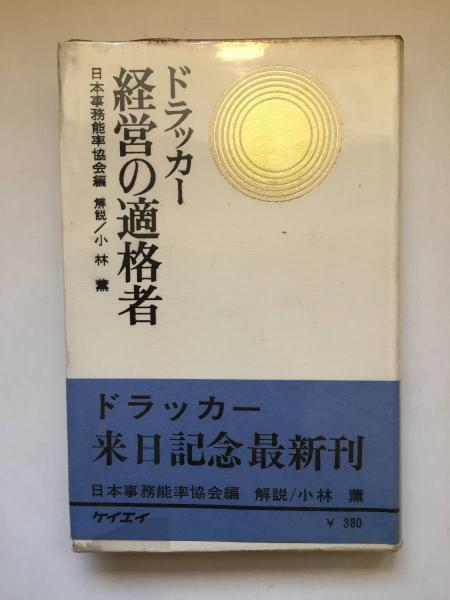 ドラッカー
経営の適格者
日本事務能率協会編 解説/小林 薫
ドラッカー
来日記念最新刊
日本事務能率協会編 解説/小林 薫
ケイエイ
¥ 380